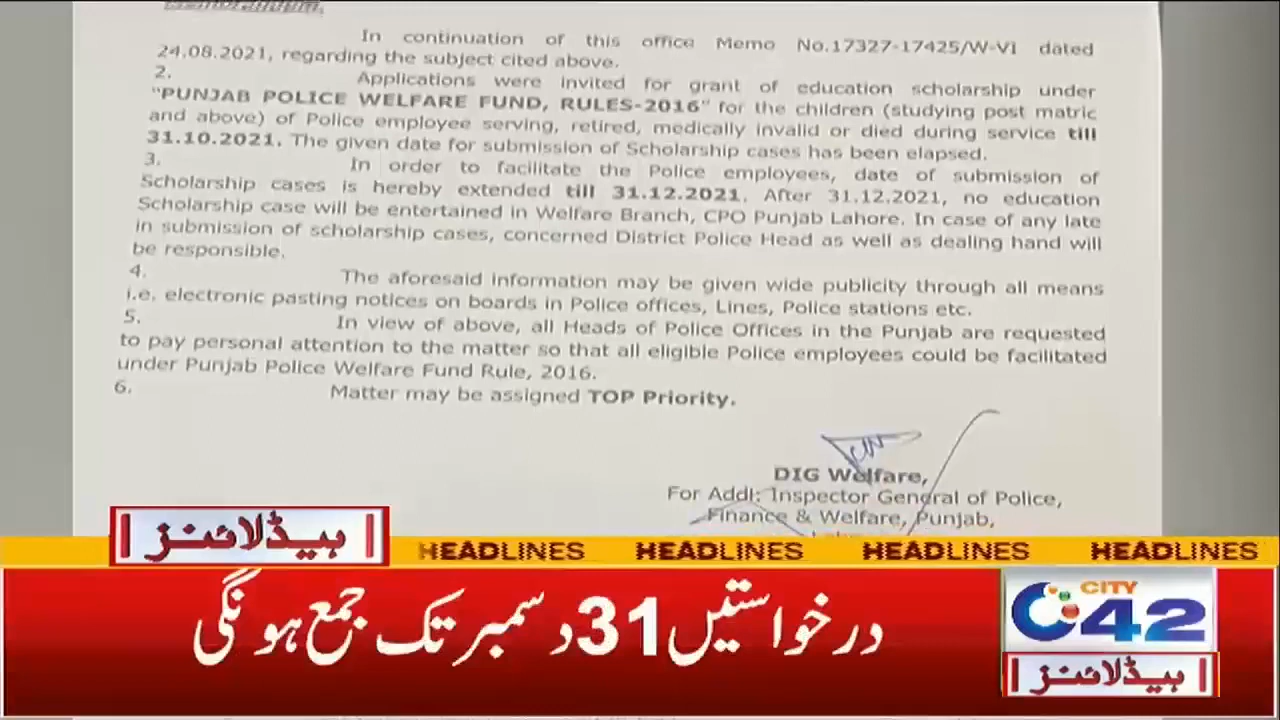 In continuation of this office Memo No.17327-17425/W-VI dated
24.08.2021, regarding the subject cited above.
2. Applications were invited for grant of education scholarship under
"PUNJAB POLICE WELFARE FUND, RULES-2016" for the children (studying post matric
and above) of Police employee serving, retired, medically invalid or died during service till
31.10.2021. The given date for submission of Scholarship cases has been elapsed.
3. In order to facilitate the Police employees, date of submission of
Scholarship cases is hereby extended till 31.12.2021. After 31.12.2021, no education
Scholarship case will be entertained in Welfare Branch, CPO Punjab Lahore. In case of any late
in submission of scholarship cases, concerned District Police Head as well as dealing hand will
be responsible.
4. The aforesaid information may be given wide publicity through all means
i.e. electronic pasting notices on boards in Police offices, Lines, Police stations etc.
5. In view of above, all Heads of Police Offices in the Punjab are requested
to pay personal attention to the matter so that all eligible Police employees could be facilitated
under Punjab Police Welfare Fund Rule, 2016.
6. Matter may be assigned TOP Priority.
DIG Welfare,
For Addl: Inspector General of Police,
Finance & Welfare, Punjab,
ہیڈلائنز
HEADLINES HEADLINES HEADLINES HEADLINES
درخواستیں 31 دسمبر تک جمع ہونگی
CITY
42
ہیڈلائنز